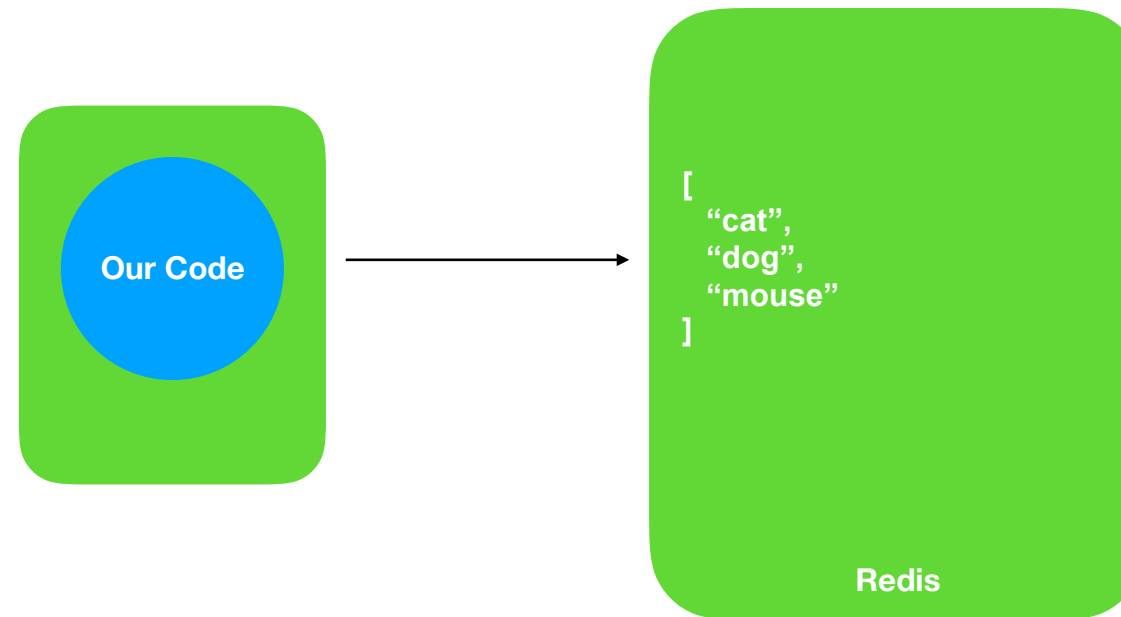 Our Code
[
“cat”,
“dog”,
“mouse”
]
Redis